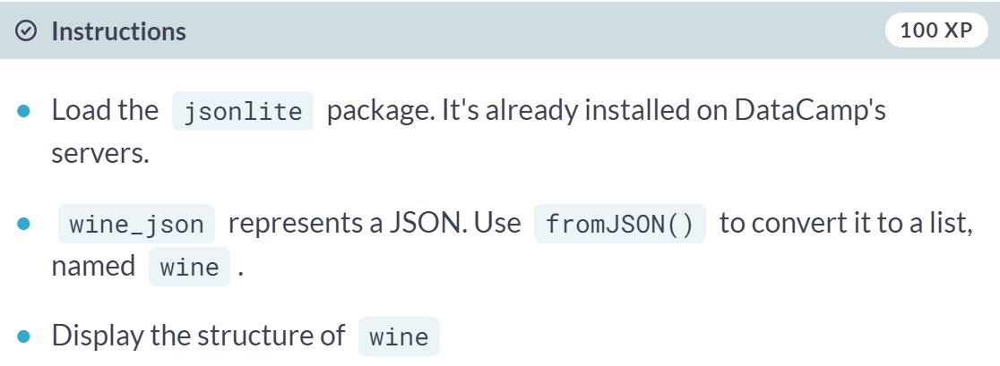 Instructions 100 XP
Load the jsonlite package. It's already installed on DataCamp's
servers.
wine_json represents a JSON. Use fromJSON() to convert it to a list,
named wine .
Display the structure of wine